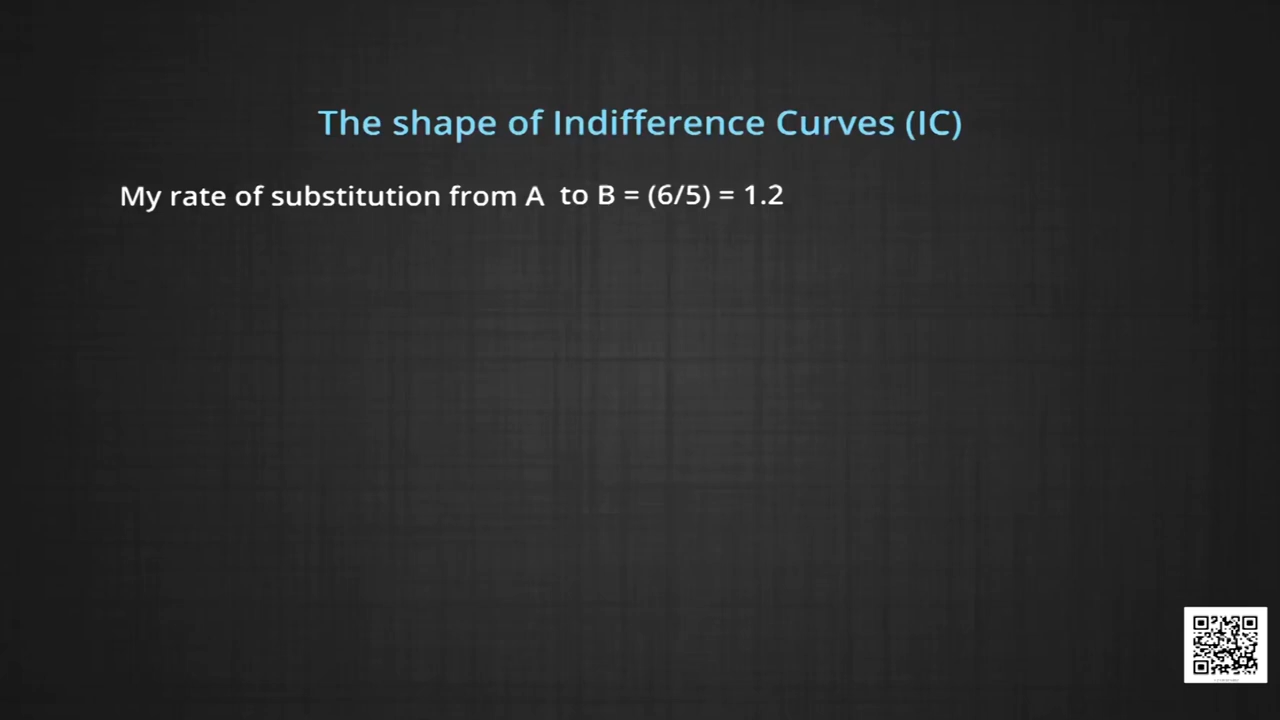 The shape of Indifference Curves (IC)
My rate of substitution from A to B = (6/5) = 1.2